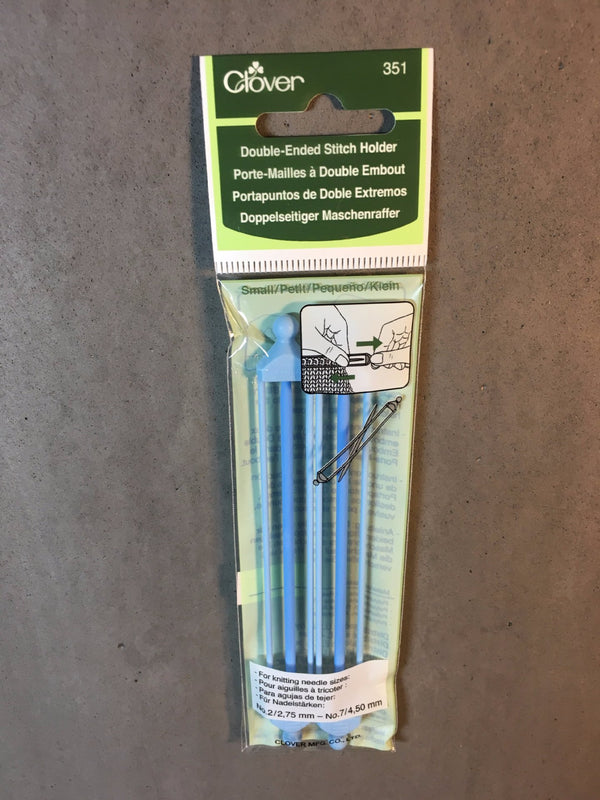 Clover
351
Double-Ended Stitch Holder
Porte-Mailles à Double Embout
Portapuntos de Doble Extremos
Doppelseitiger Maschenraffer
Small/Petit/Pequeño/Klein
- For knitting needle sizes:
- Pour aiguilles à tricoter :
- Para agujas de tejer:
- Für Nadelstärken:
No.2/2,75 mm – No.7/4,50 mm
CLOVER MFG. CO., LTD.